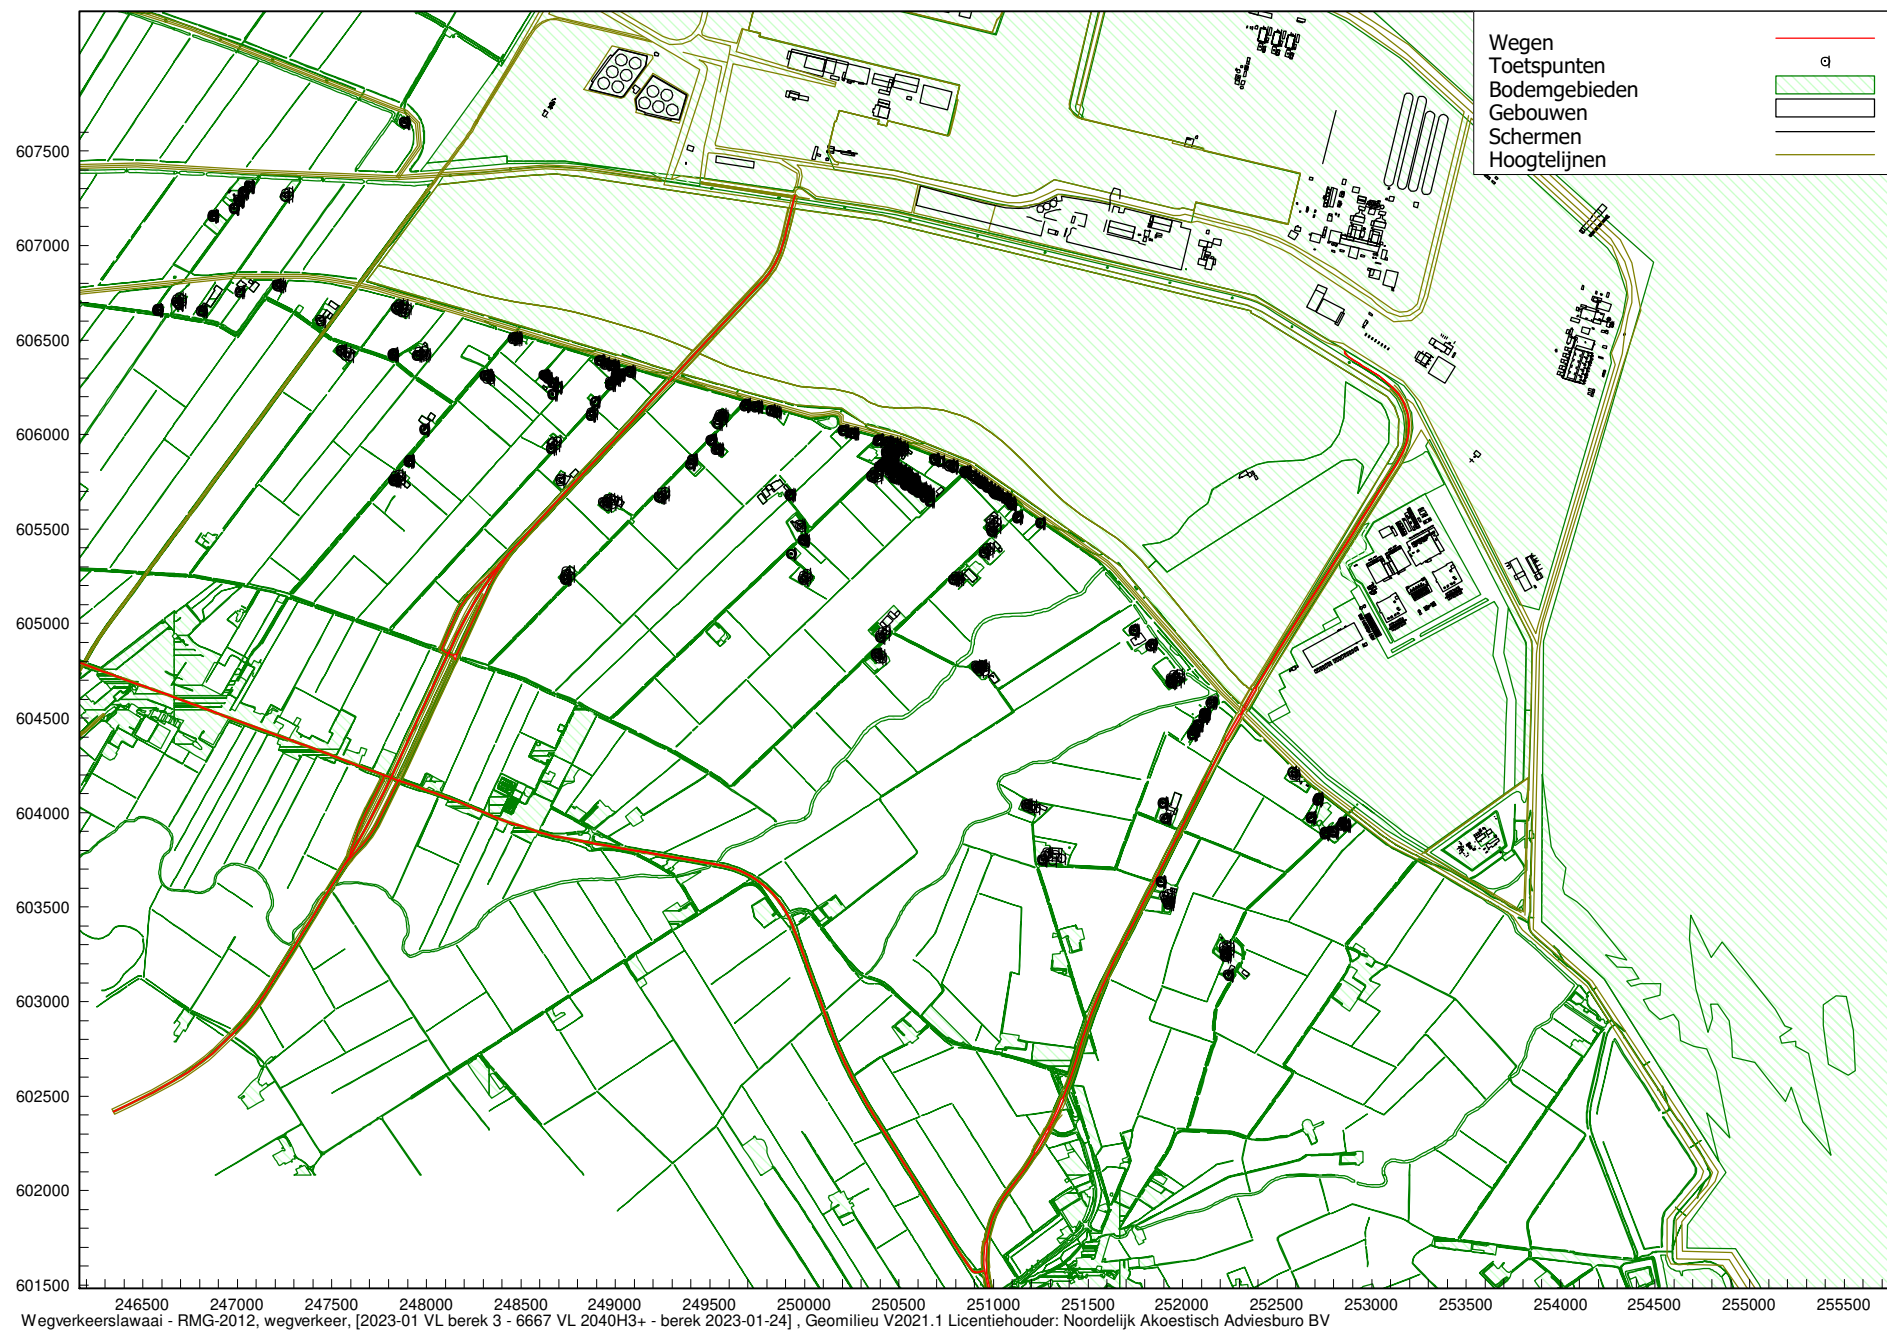 Wegen
Toetspunten
Bodemgebieden
Gebouwen
Schermen
Hoogtelijnen
607500
607000
606500
606000
605500
605000
604500
604000
603500
603000
602500
602000
601500
246500 247000 247500 248000 248500 249000 249500 250000 250500 251000 251500 252000 252500 253000 253500 254000 254500 255000 255500
Wegverkeerslawaai - RMG-2012, wegverkeer, [2023-01 VL berek 3 - 6667 VL 2040H3+ - berek 2023-01-24] , Geomilieu V2021.1 Licentiehouder: Noordelijk Akoestisch Adviesburo BV